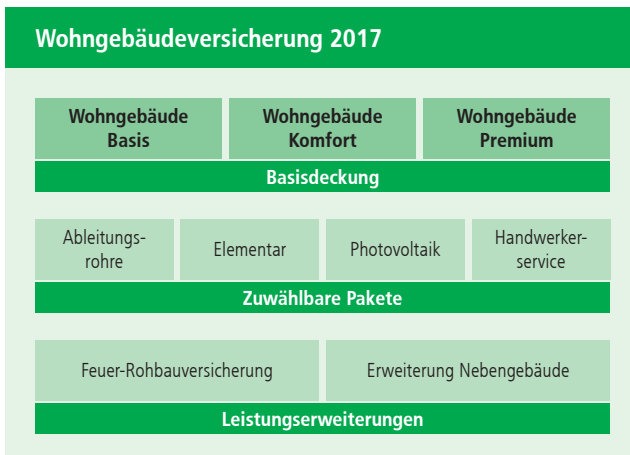 Wohngebäudeversicherung 2017
Wohngebäude
Basis
Wohngebäude
Komfort
Wohngebäude
Premium
Basisdeckung
Ableitungs-
rohre
Elementar
Photovoltaik
Handwerker-
service
Zuwählbare Pakete
Feuer-Rohbauversicherung
Erweiterung Nebengebäude
Leistungserweiterungen